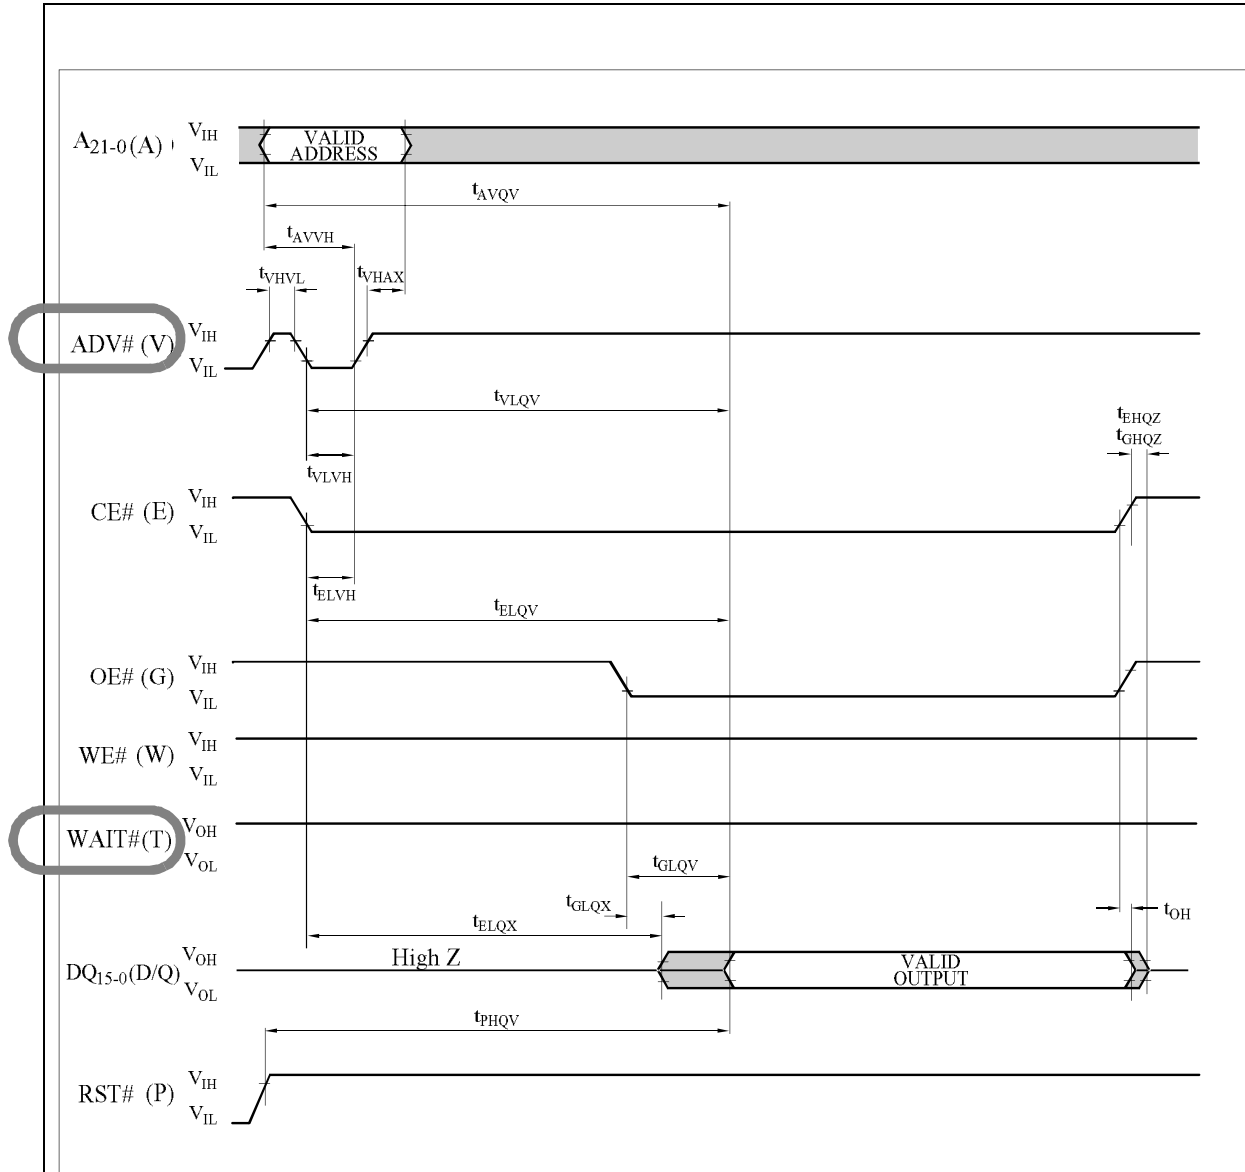 A21-0(A)
VIH
VIL
VALID
ADDRESS
tAVQV
tAVVH
tVHVL
tVHAX
ADV# (V)
VIH
VIL
tVLQV
tVLVH
tEHQZ
tGHQZ
CE# (E)
VIH
VIL
tELVH
tELQV
OE# (G)
VIH
VIL
WE# (W)
VIH
VIL
WAIT#(T)
VOH
VOL
tGLQV
tGLQX
tELQX
tOH
DQ15-0(D/Q)
VOH
VOL
High Z
VALID
OUTPUT
tPHQV
RST# (P)
VIH
VIL